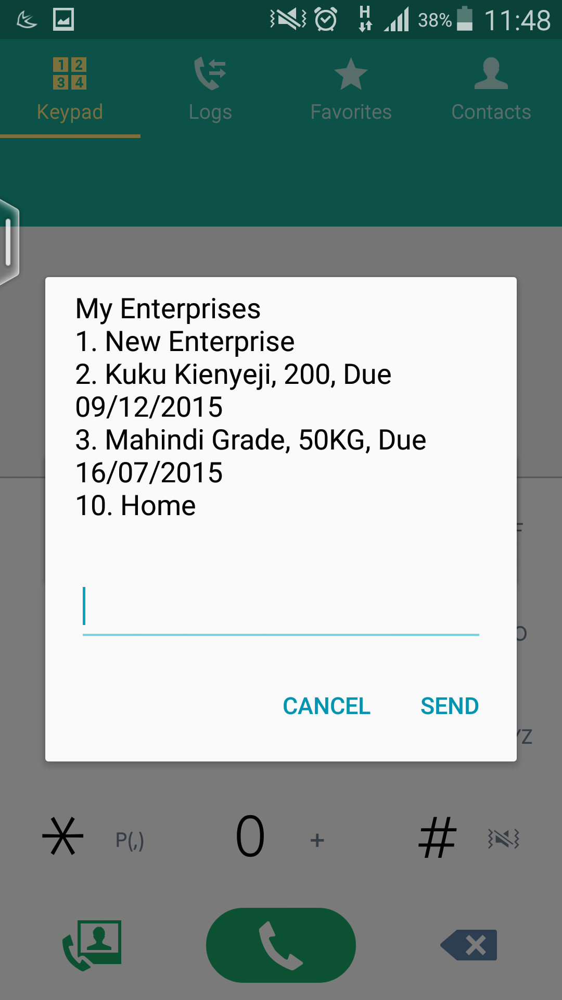 H 38% 11:48
1 2
3 4
Keypad Logs Favorites Contacts
My Enterprises
1. New Enterprise
2. Kuku Kienyeji, 200, Due
09/12/2015
3. Mahindi Grade, 50KG, Due
16/07/2015
10. Home
F
O
CANCEL SEND
YZ
* P(,) 0 + #